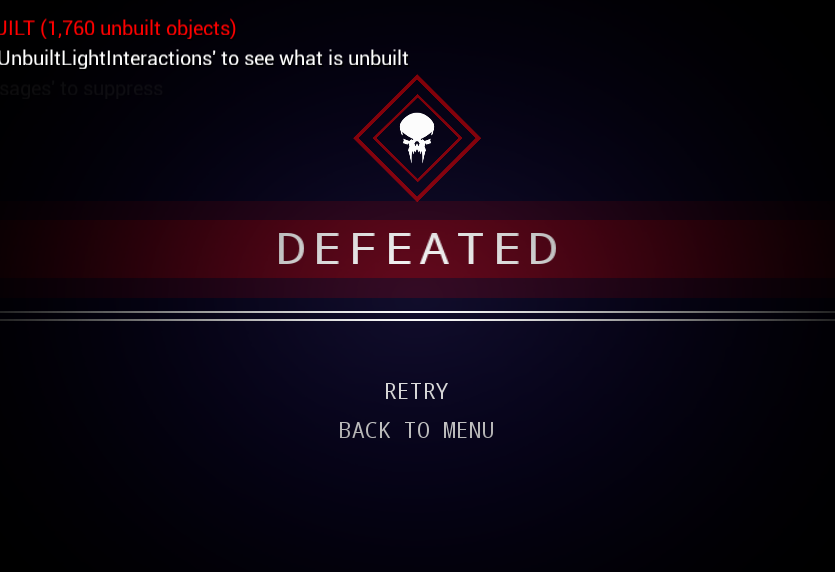 UILT (1,760 unbuilt objects)
UnbuiltLightInteractions' to see what is unbuilt
sages' to suppress
DEFEATED
RETRY
BACK TO MENU